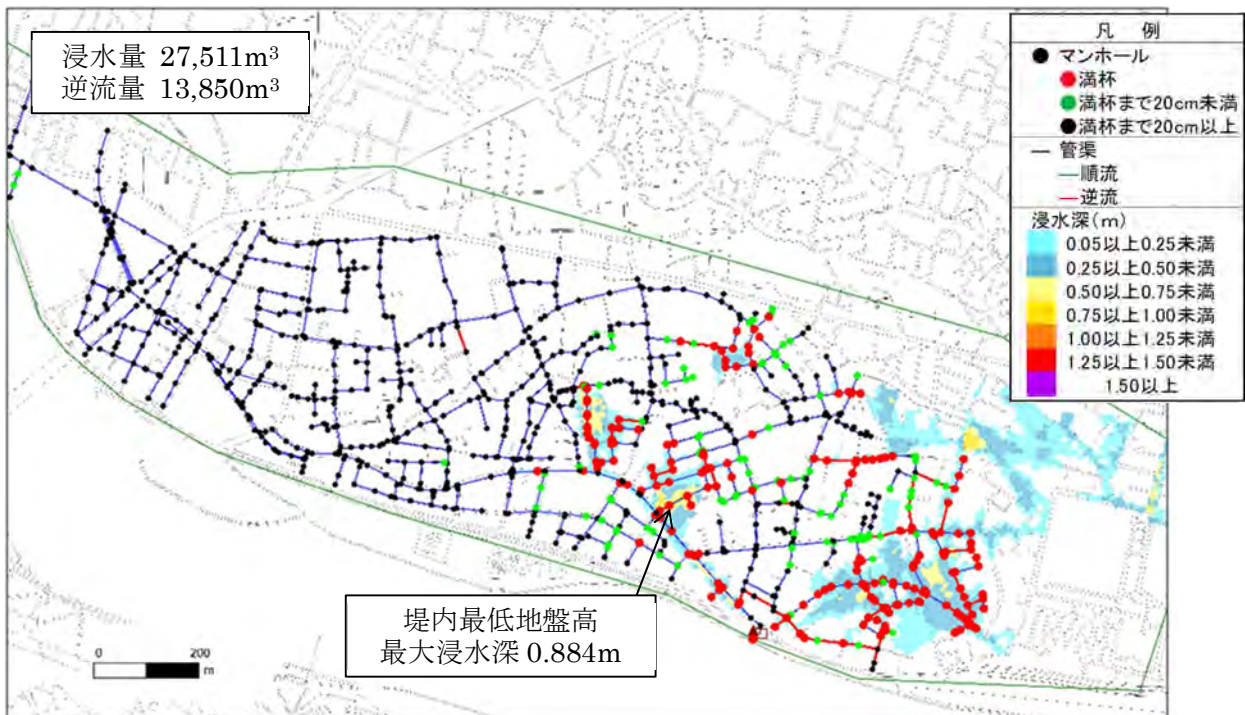 浸水量 27,511m³
逆流量 13,850m³
凡 例
マンホール
満杯
満杯まで20cm未満
満杯まで20cm以上
管渠
順流
逆流
浸水深(m)
0.05以上0.25未満
0.25以上0.50未満
0.50以上0.75未満
0.75以上1.00未満
1.00以上1.25未満
1.25以上1.50未満
1.50以上
堤内最低地盤高
最大浸水深 0.884m
0 200
m